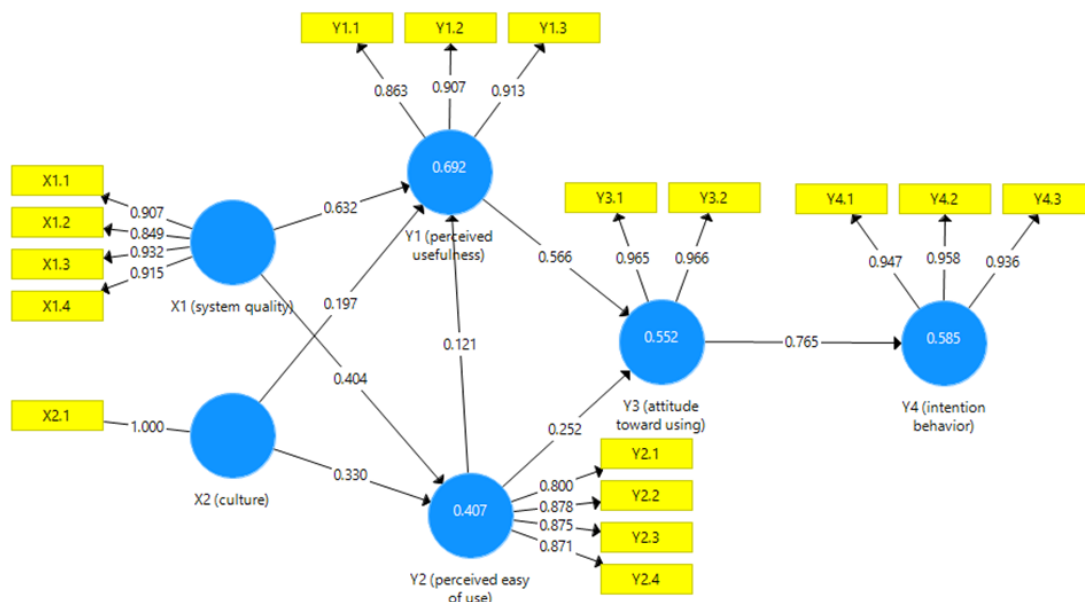 Y1.1
Y1.2
Y1.3
0.863
0.907
0.913
0.692
Y1 (perceived
usefulness)
X1.1
X1.2
X1.3
X1.4
0.907
0.849
0.932
0.915
X1 (system quality)
0.632
0.197
0.404
0.121
0.566
Y3.1
Y3.2
0.965
0.966
0.552
Y3 (attitude
toward using)
0.765
Y4.1
Y4.2
Y4.3
0.947
0.958
0.936
0.585
Y4 (intention
behavior)
X2.1
1.000
X2 (culture)
0.330
0.252
0.407
Y2 (perceived easy
of use)
0.800
0.878
0.875
0.871
Y2.1
Y2.2
Y2.3
Y2.4